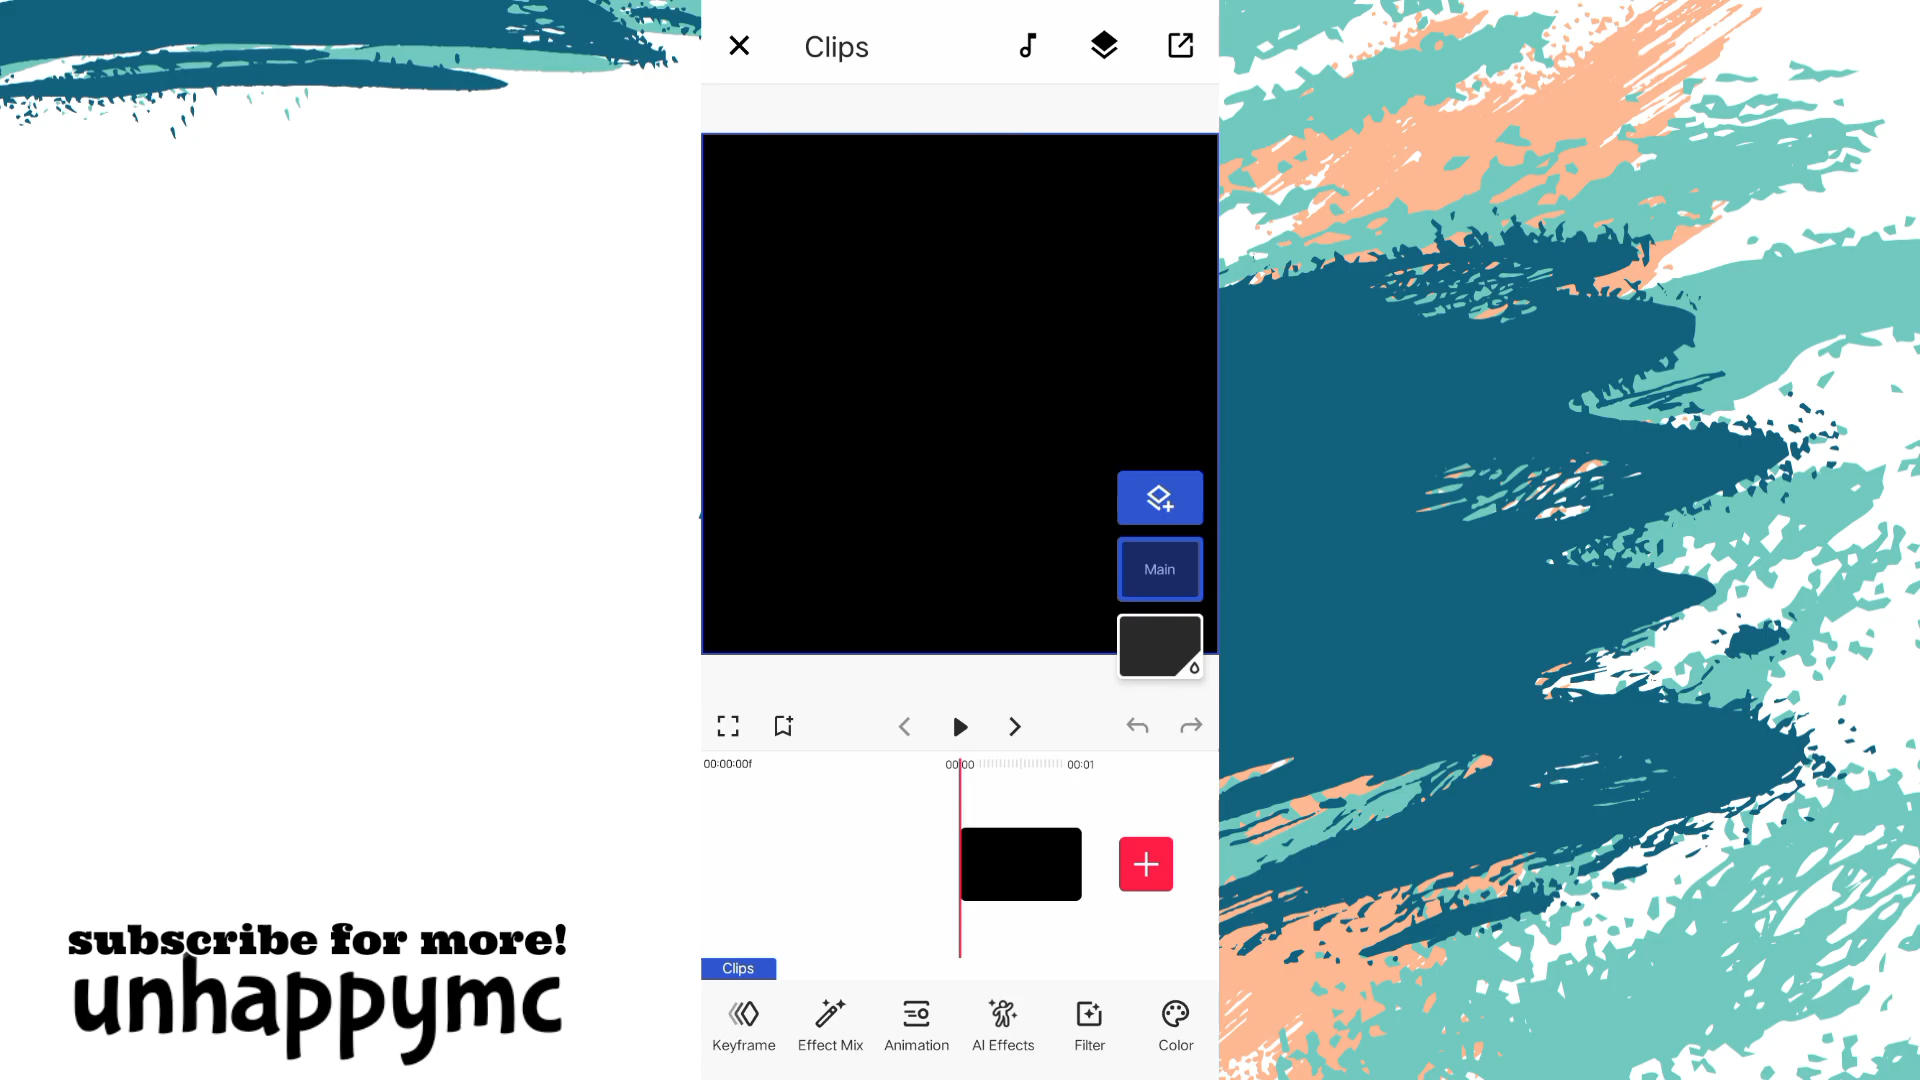 Clips
Main
00:00:00f
00:00
00:01
Clips
Keyframe
Effect Mix
Animation
AI Effects
Filter
Color
subscribe for more!
unhappymc